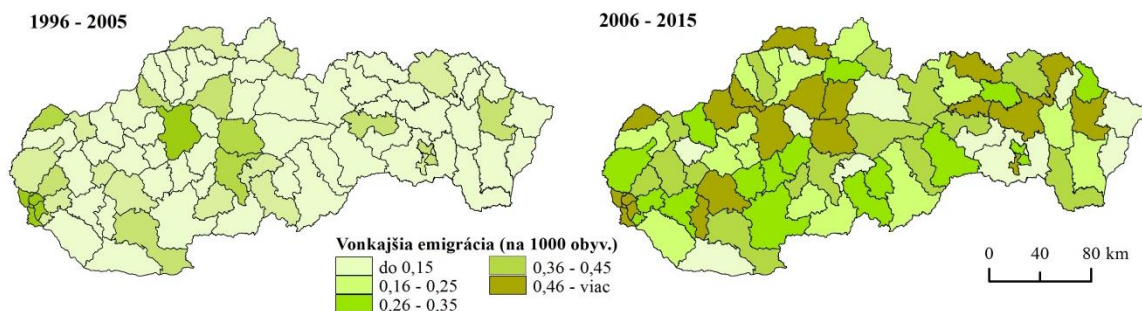 1996 - 2005
2006 - 2015
Vonkajšia emigrácia (na 1000 obyv.)
do 0,15
0,16 - 0,25
0,26 - 0,35
0,36 - 0,45
0,46 - viac
0 40 80 km